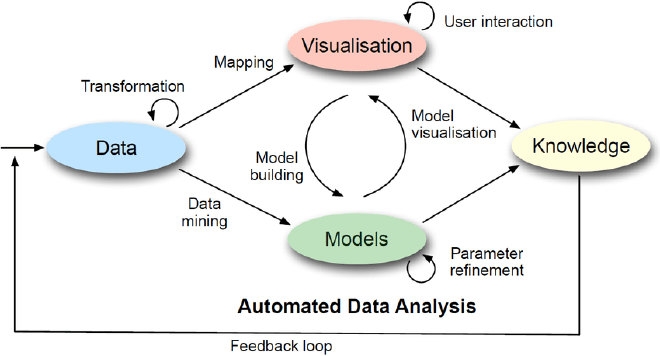 User interaction
Visualisation
Mapping
Transformation
Model
visualisation
Data
Knowledge
Model
building
Data
mining
Models
Parameter
refinement
Automated Data Analysis
Feedback loop